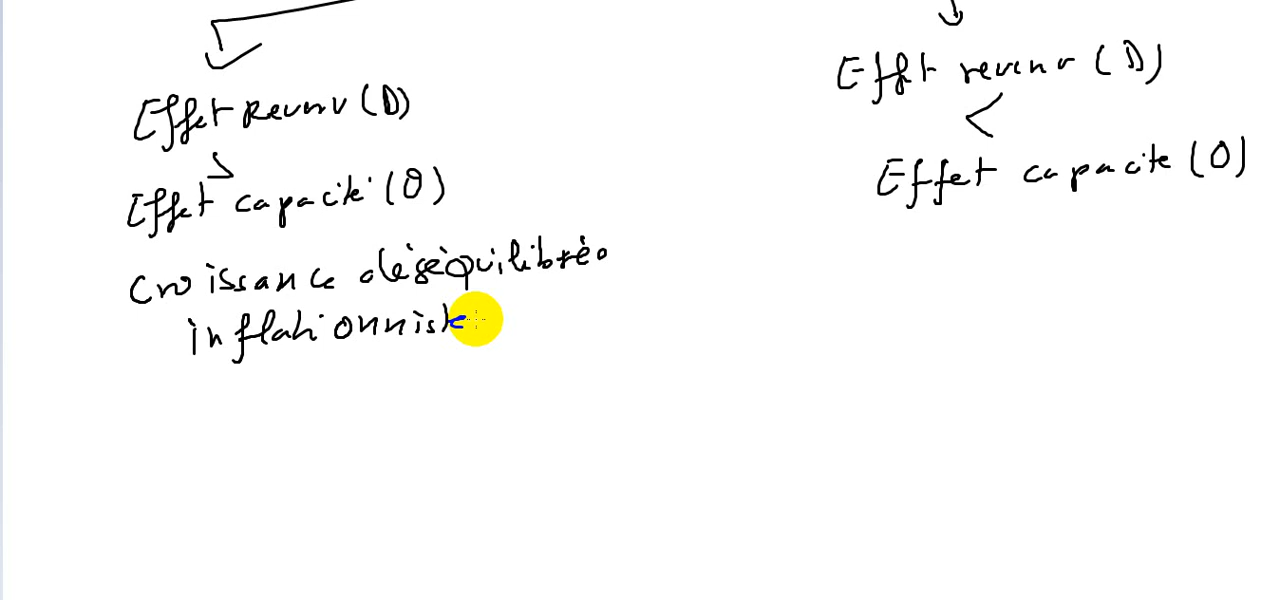 Effet Revenu (D)
>
Effet capacité (O)
Croissance déséquilibrée
inflationniste
Effet revenu (D)
<
Effet capacité (O)